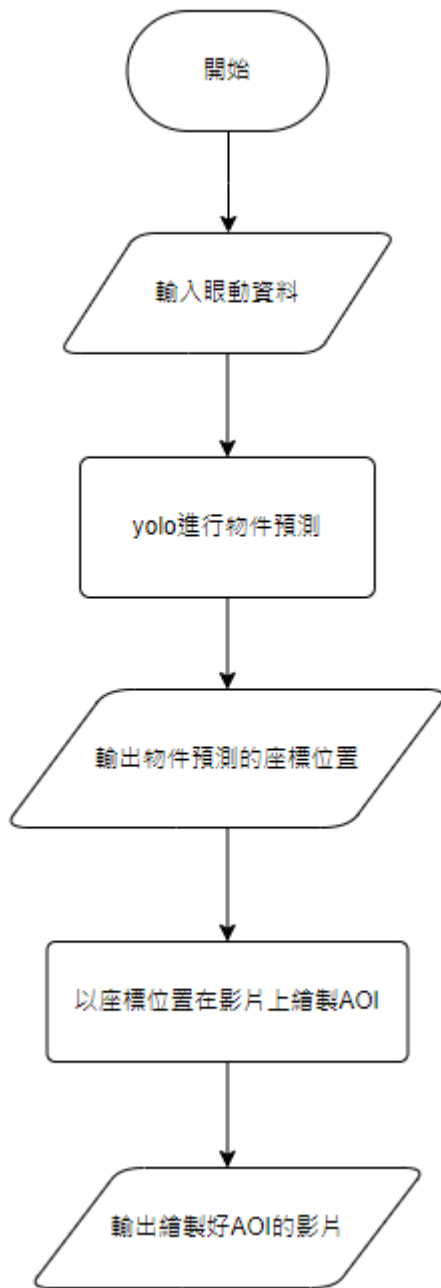 開始
輸入眼動資料
yolo進行物件預測
輸出物件預測的座標位置
以座標位置在影片上繪製AOI
輸出繪製好AOI的影片